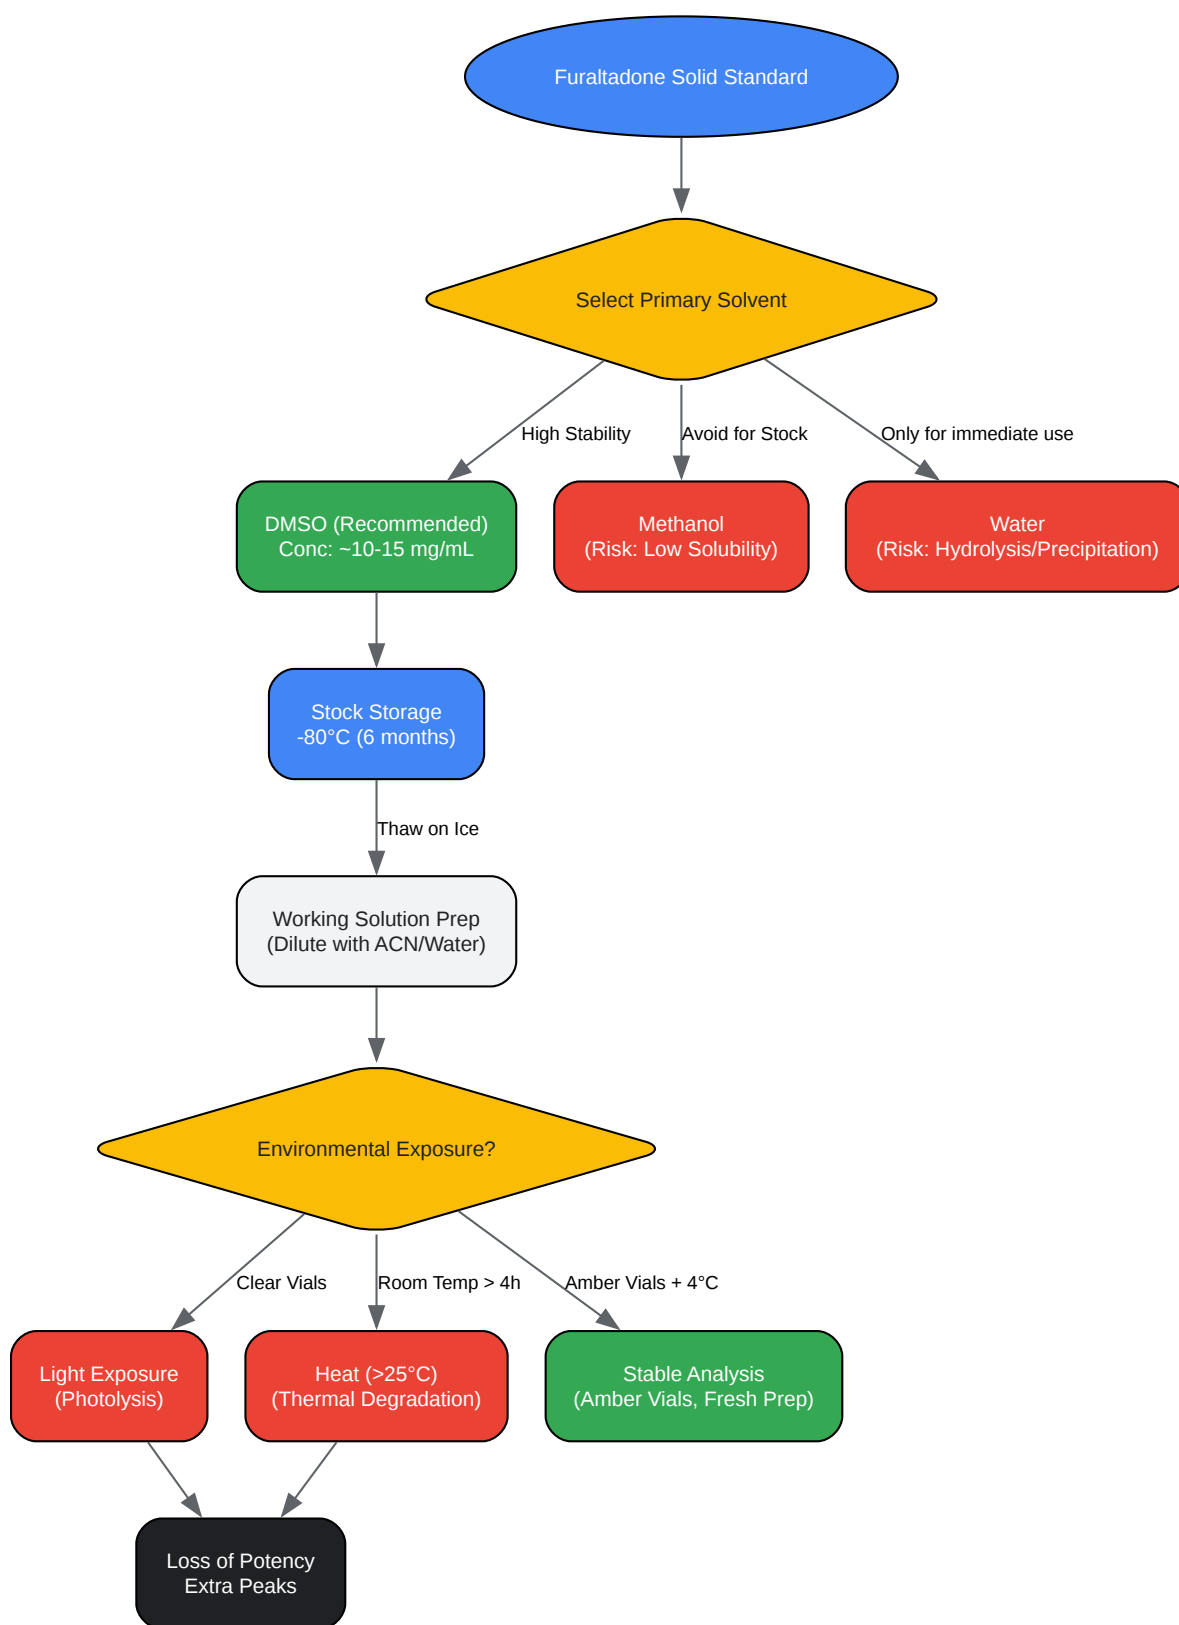 Furaltadone Solid Standard
Select Primary Solvent
High Stability
Avoid for Stock
Only for immediate use
DMSO (Recommended)
Conc: ~10-15 mg/mL
Methanol
(Risk: Low Solubility)
Water
(Risk: Hydrolysis/Precipitation)
Stock Storage
-80°C (6 months)
Thaw on Ice
Working Solution Prep
(Dilute with ACN/Water)
Environmental Exposure?
Clear Vials
Room Temp > 4h
Amber Vials + 4°C
Light Exposure
(Photolysis)
Heat (>25°C)
(Thermal Degradation)
Stable Analysis
(Amber Vials, Fresh Prep)
Loss of Potency
Extra Peaks